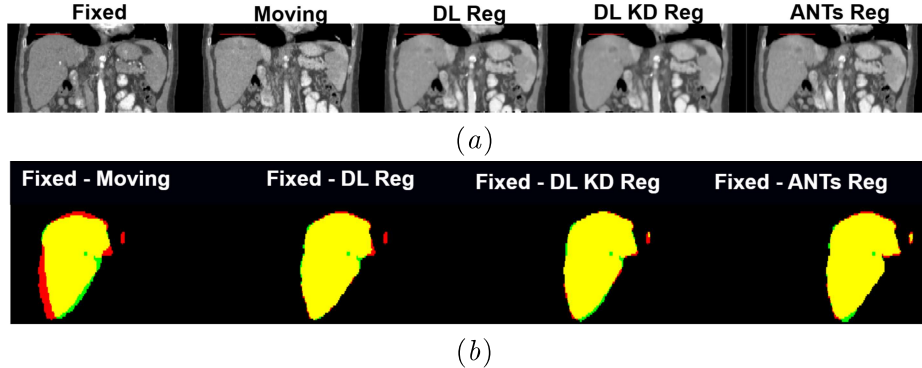 Fixed Moving DL Reg DL KD Reg ANTs Reg
(a)
Fixed - Moving Fixed - DL Reg Fixed - DL KD Reg Fixed - ANTs Reg
(b)